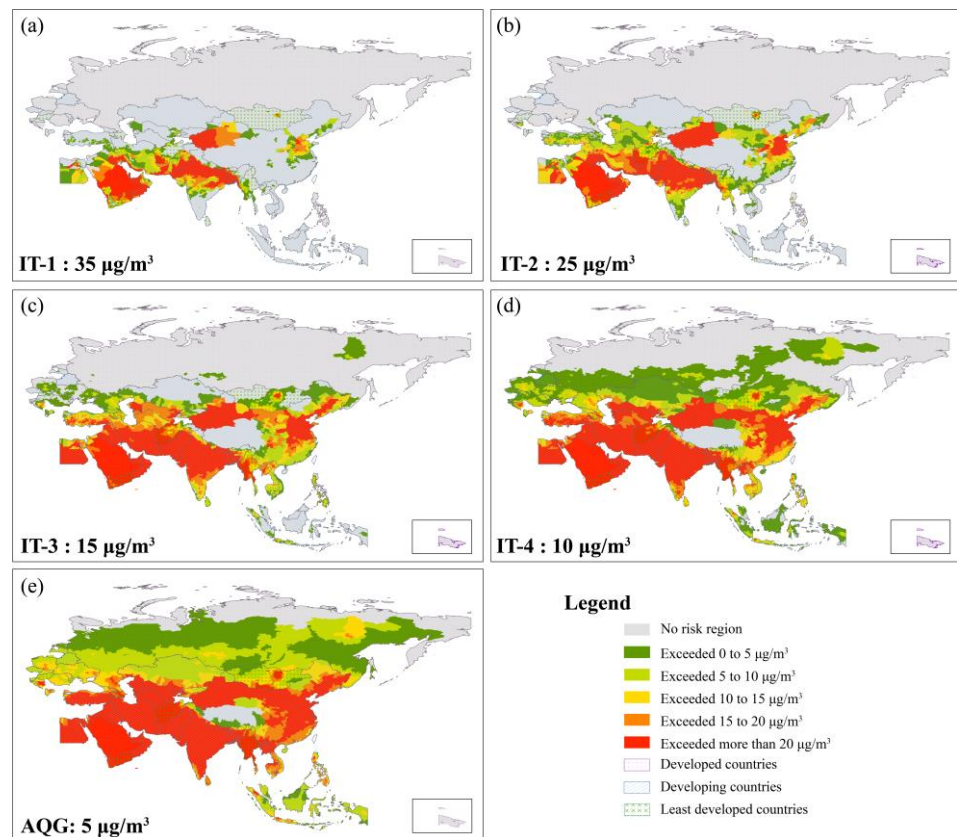 (a)
IT-1 : 35 μg/m³
(b)
IT-2 : 25 μg/m³
(c)
IT-3 : 15 μg/m³
(d)
IT-4 : 10 μg/m³
(e)
AQG: 5 μg/m³
Legend
No risk region
Exceeded 0 to 5 μg/m³
Exceeded 5 to 10 μg/m³
Exceeded 10 to 15 μg/m³
Exceeded 15 to 20 μg/m³
Exceeded more than 20 μg/m³
Developed countries
Developing countries
Least developed countries